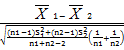 X̅ 1− X̅ 2
√((n1−1)S₁²+(n2−1)S₂²)/(n1+n2−2) (1/n1+1/n2)